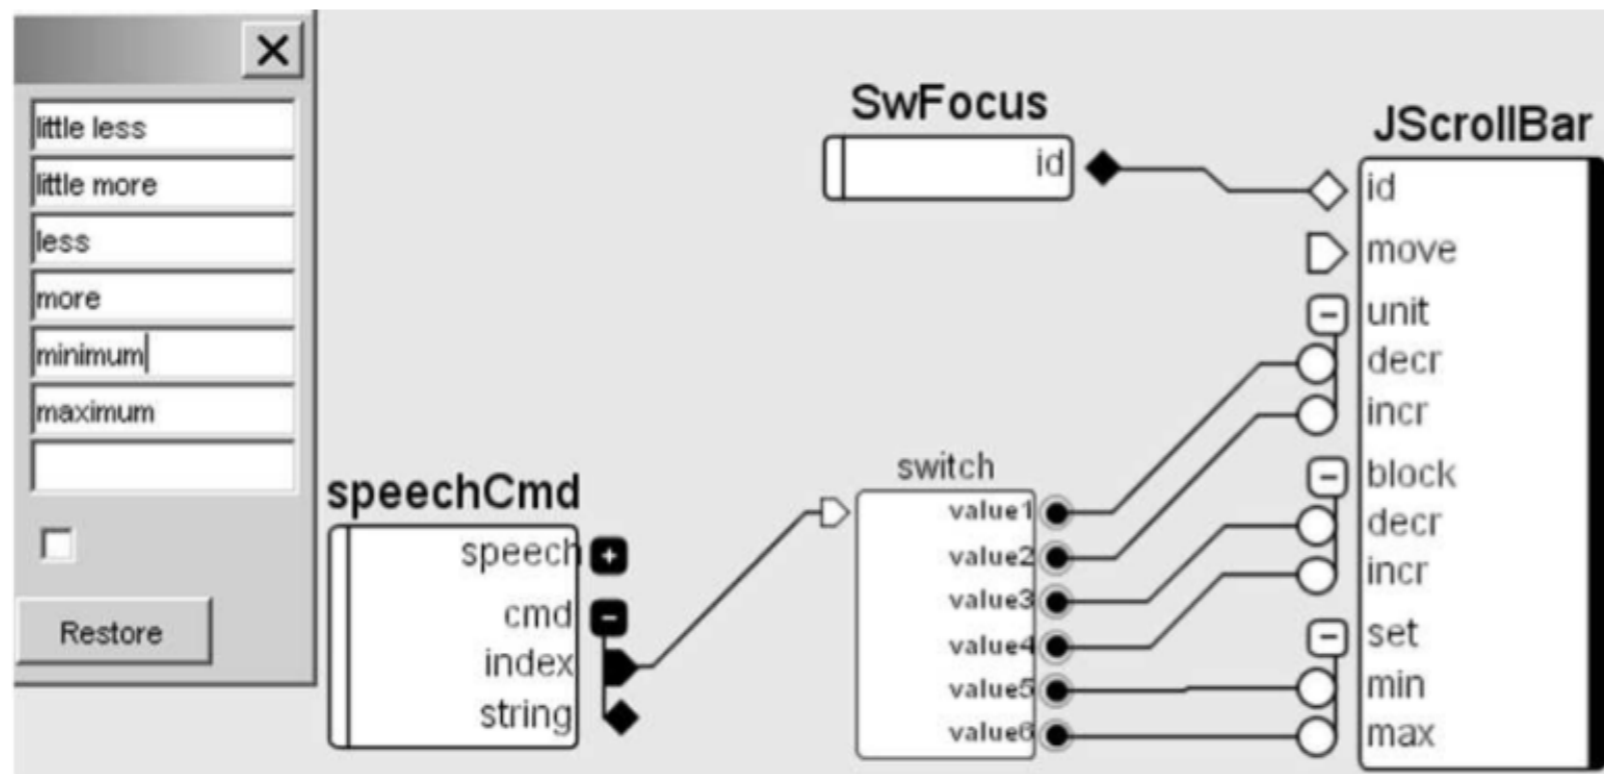 little less
little more
less
more
minimum
maximum
Restore
speechCmd
speech
cmd
index
string
switch
value1
value2
value3
value4
value5
value6
SwFocus
id
JScrollBar
id
move
unit
decr
incr
block
decr
incr
set
min
max